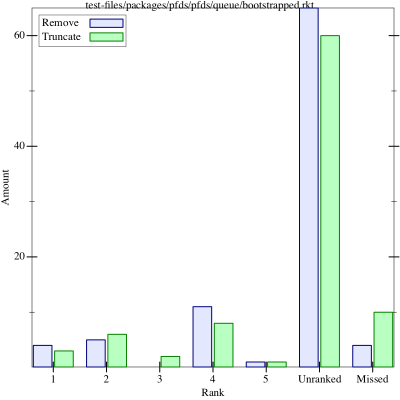 test-files/packages/pfds/pfds/queue/bootstrapped.rkt
Remove
Truncate
60
40
20
Amount
1 2 3 4 5 Unranked Missed
Rank